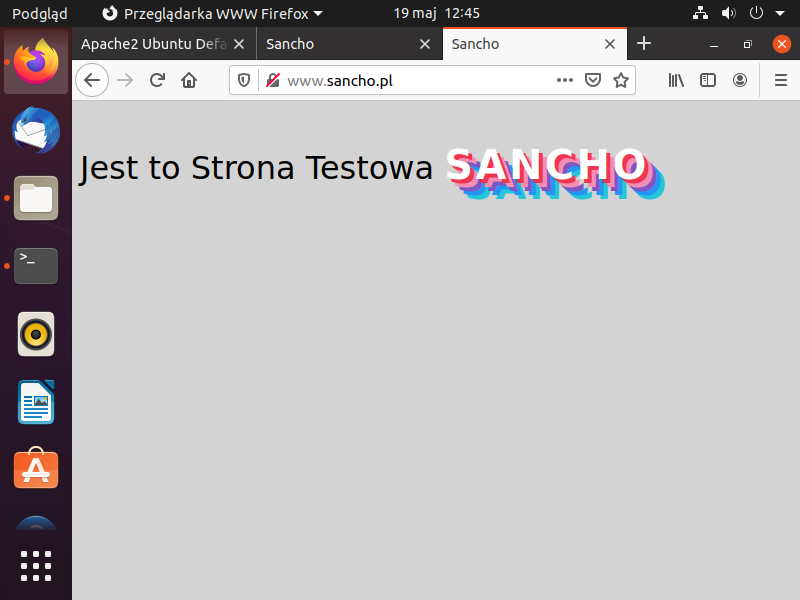 Podgląd
Przeglądarka WWW Firefox
19 maj 12:45
Apache2 Ubuntu Defa
Sancho
Sancho
www.sancho.pl
Jest to Strona Testowa SANCHO